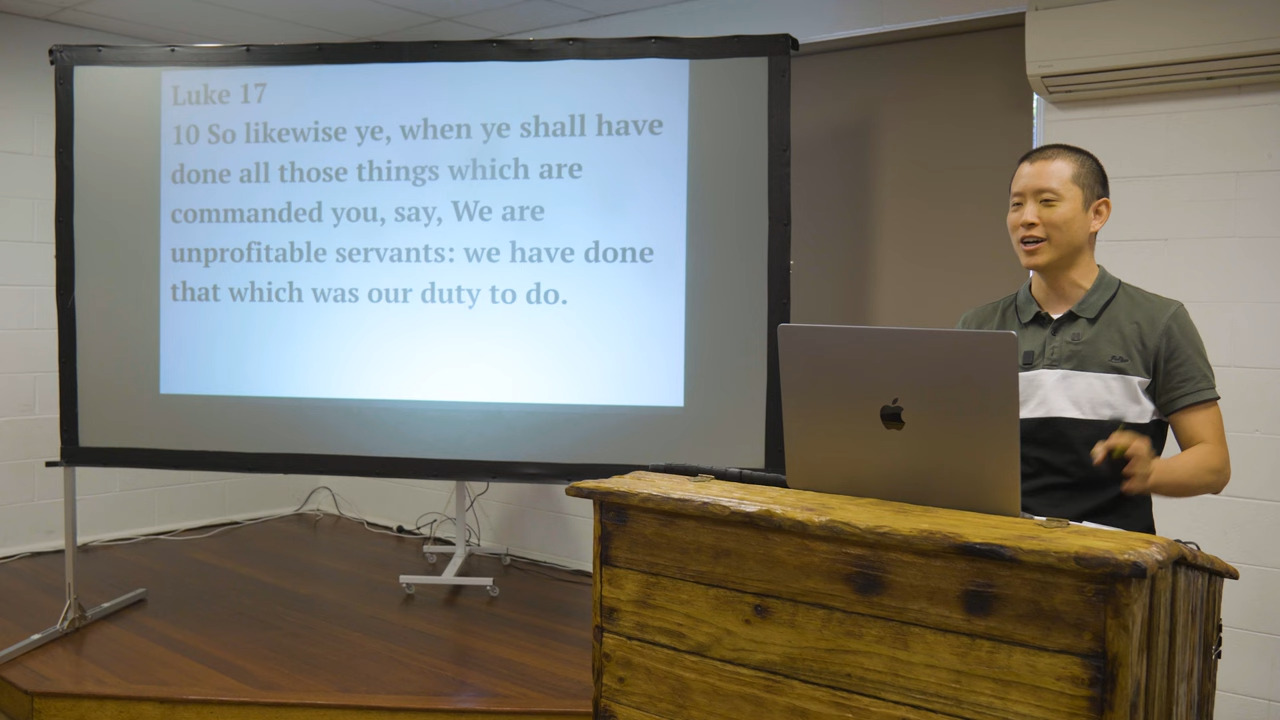 Luke 17
10 So likewise ye, when ye shall have
done all those things which are
commanded you, say, We are
unprofitable servants: we have done
that which was our duty to do.